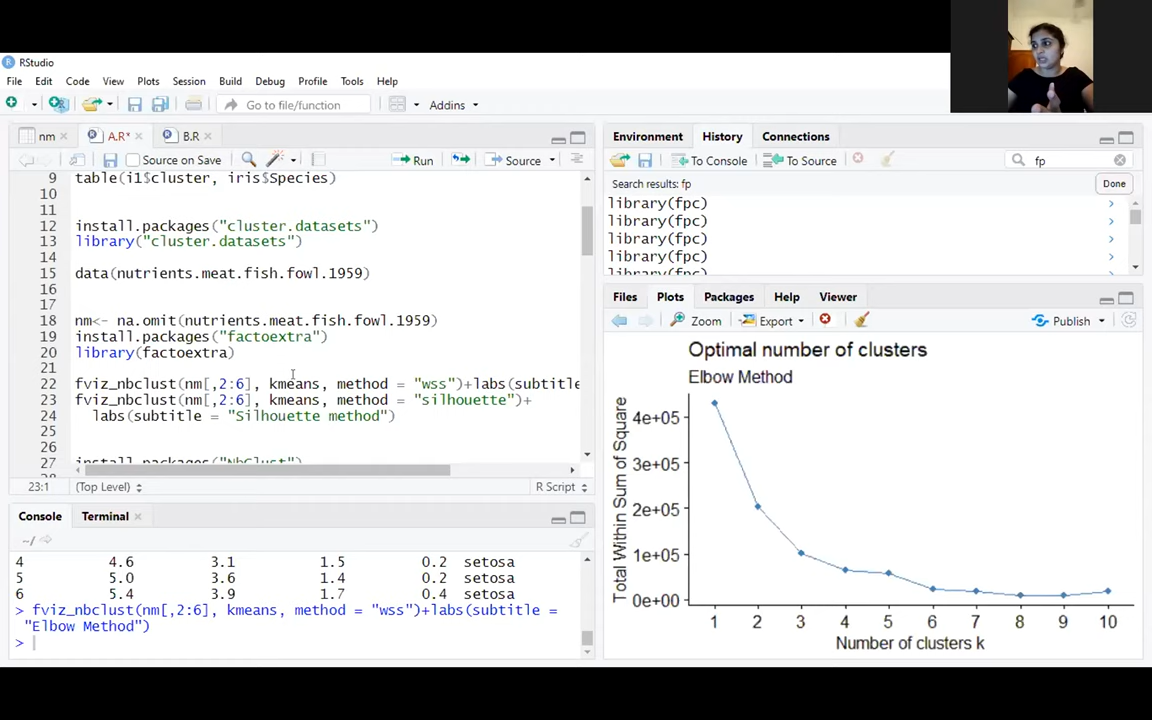 RStudio
File Edit Code View Plots Session Build Debug Profile Tools Help
Go to file/function Addins
nm A.R* B.R
Source on Save Run Source
9 table(i1$cluster, iris$Species)
10
11
12 install.packages("cluster.datasets")
13 library("cluster.datasets")
14
15 data(nutrients.meat.fish.fowl.1959)
16
17
18 nm<- na.omit(nutrients.meat.fish.fowl.1959)
19 install.packages("factoextra")
20 library(factoextra)
21
22 fviz_nbclust(nm[,2:6], kmeans, method = "wss")+labs(subtitle
23 fviz_nbclust(nm[,2:6], kmeans, method = "silhouette")+
24 labs(subtitle = "Silhouette method")
25
26
27 install.packages("NbClust")
23:1 (Top Level) R Script
Console Terminal
~/
4 4.6 3.1 1.5 0.2 setosa
5 5.0 3.6 1.4 0.2 setosa
6 5.4 3.9 1.7 0.4 setosa
> fviz_nbclust(nm[,2:6], kmeans, method = "wss")+labs(subtitle =
"Elbow Method")
>
Environment History Connections
To Console To Source fp
Search results: fp Done
library(fpc)
library(fpc)
library(fpc)
library(fpc)
library(fpc)
Files Plots Packages Help Viewer
Zoom Export Publish
Optimal number of clusters
Elbow Method
Total Within Sum of Square
4e+05
3e+05
2e+05
1e+05
0e+00
1 2 3 4 5 6 7 8 9 10
Number of clusters k